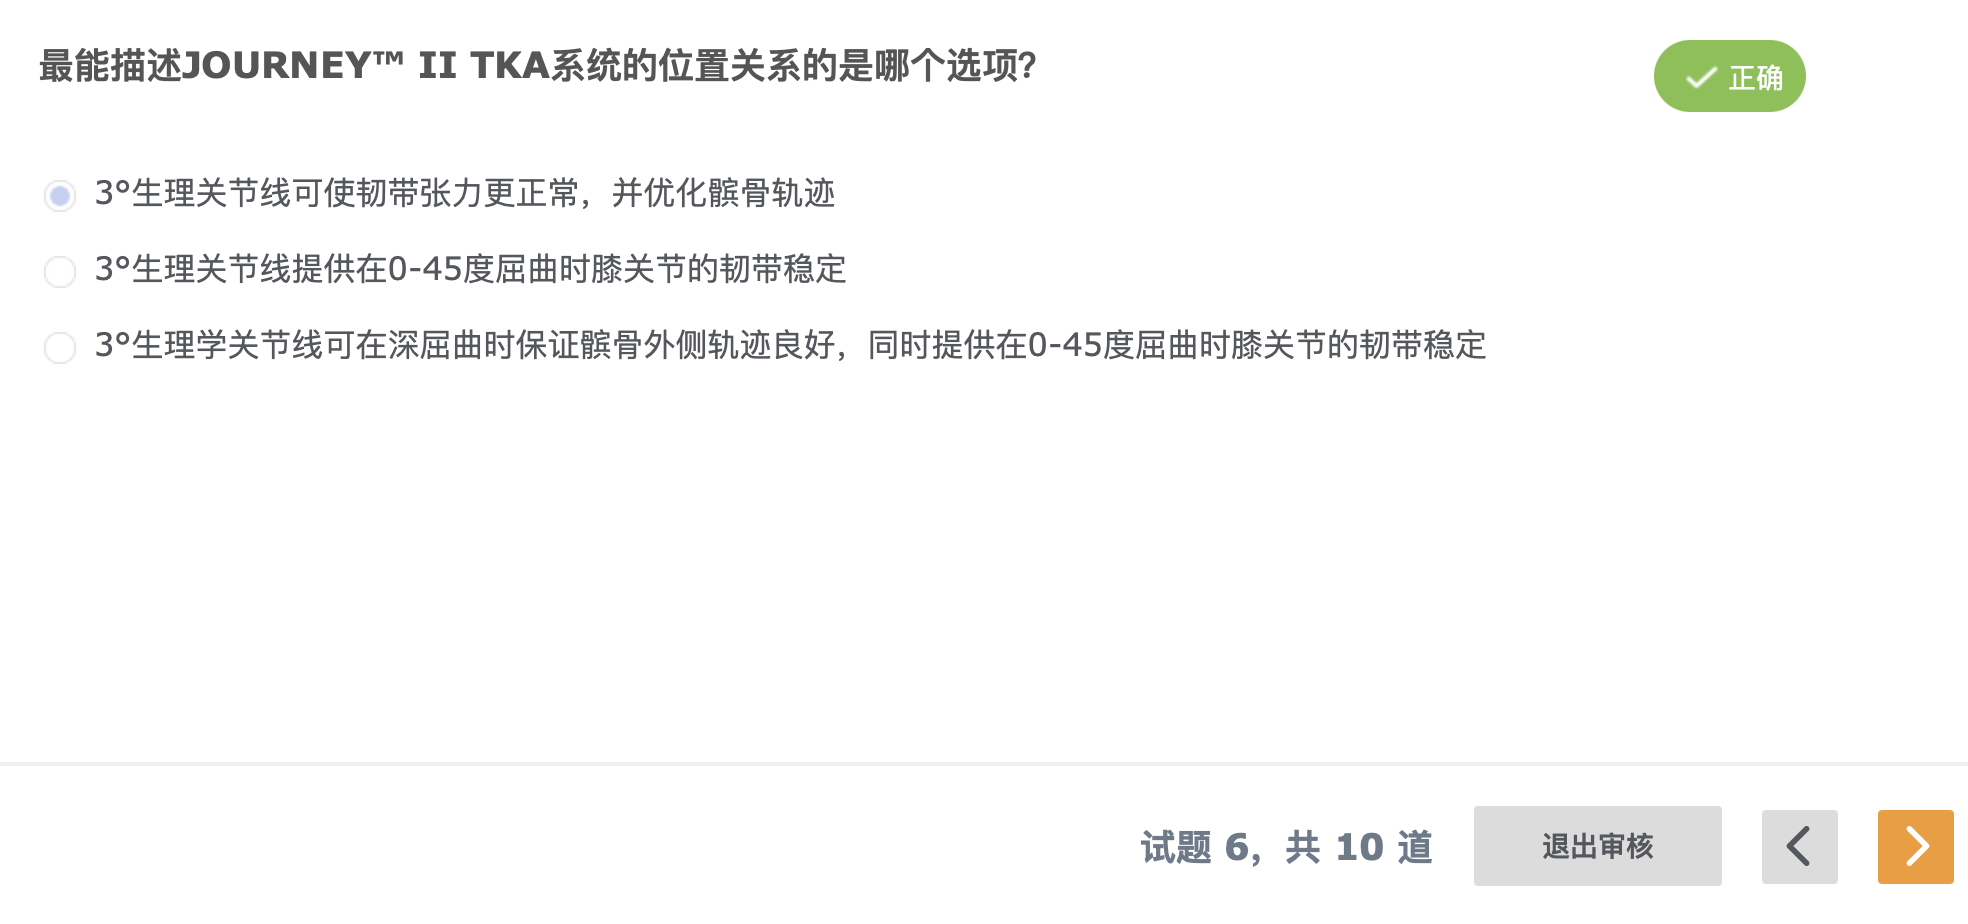 最能描述JOURNEY™ II TKA系统的位置关系的是哪个选项?
正确
3°生理关节线可使韧带张力更正常，并优化髌骨轨迹
3°生理关节线提供在0-45度屈曲时膝关节的韧带稳定
3°生理学关节线可在深屈曲时保证髌骨外侧轨迹良好，同时提供在0-45度屈曲时膝关节的韧带稳定
试题 6，共 10 道
退出审核